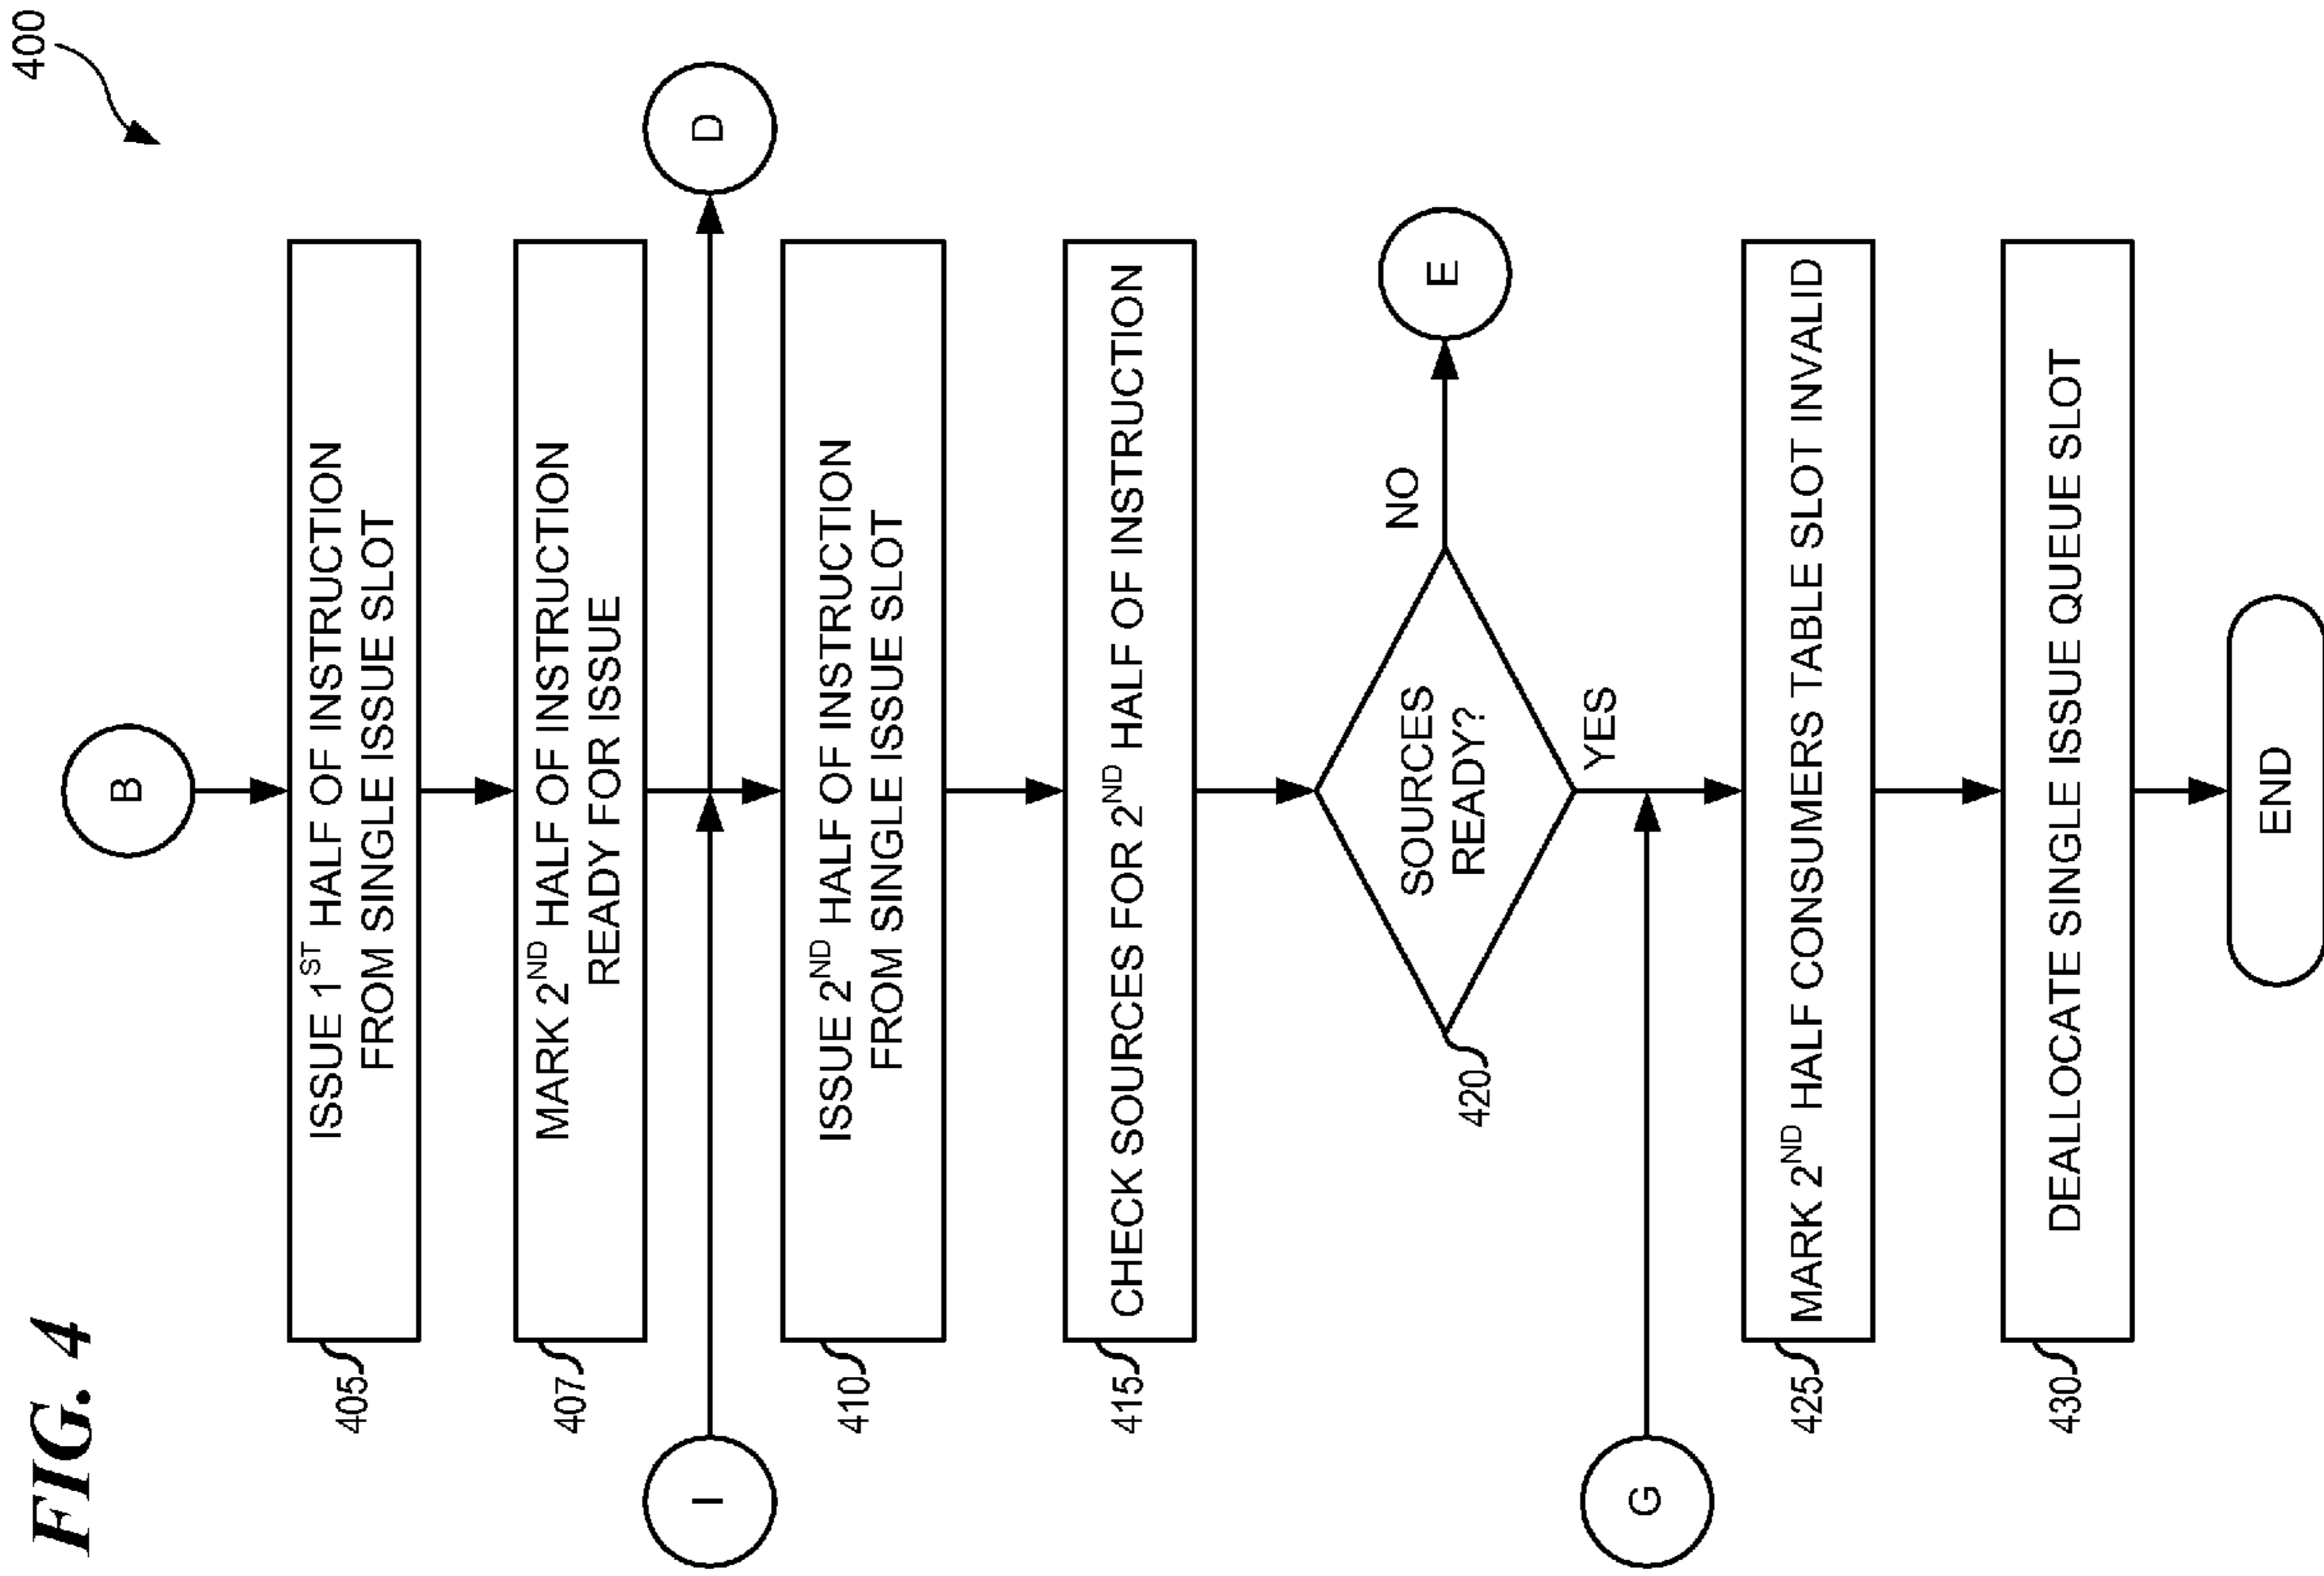 FIG. 4
400
B
ISSUE 1ST HALF OF INSTRUCTION
FROM SINGLE ISSUE SLOT
405
MARK 2ND HALF OF INSTRUCTION
READY FOR ISSUE
407
I
D
ISSUE 2ND HALF OF INSTRUCTION
FROM SINGLE ISSUE SLOT
410
CHECK SOURCES FOR 2ND HALF OF INSTRUCTION
415
SOURCES
READY?
420
NO
E
YES
G
MARK 2ND HALF CONSUMERS TABLE SLOT INVALID
425
DEALLOCATE SINGLE ISSUE QUEUE SLOT
430
END